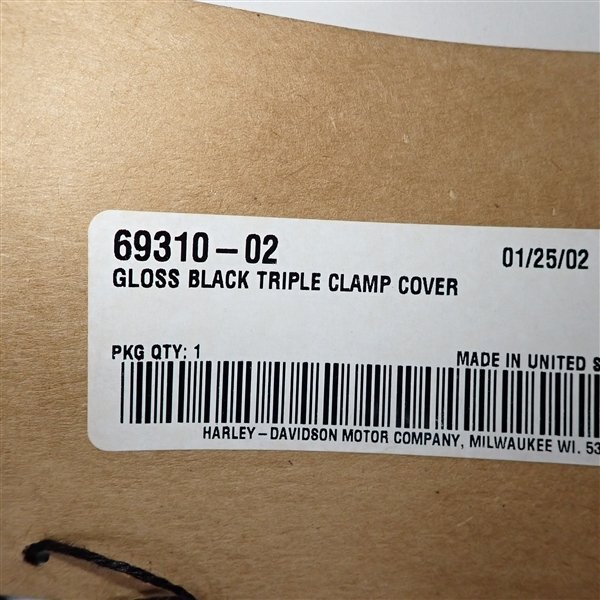 69310-02 01/25/02
GLOSS BLACK TRIPLE CLAMP COVER
PKG QTY: 1 MADE IN UNITED S
HARLEY-DAVIDSON MOTOR COMPANY, MILWAUKEE WI. 53